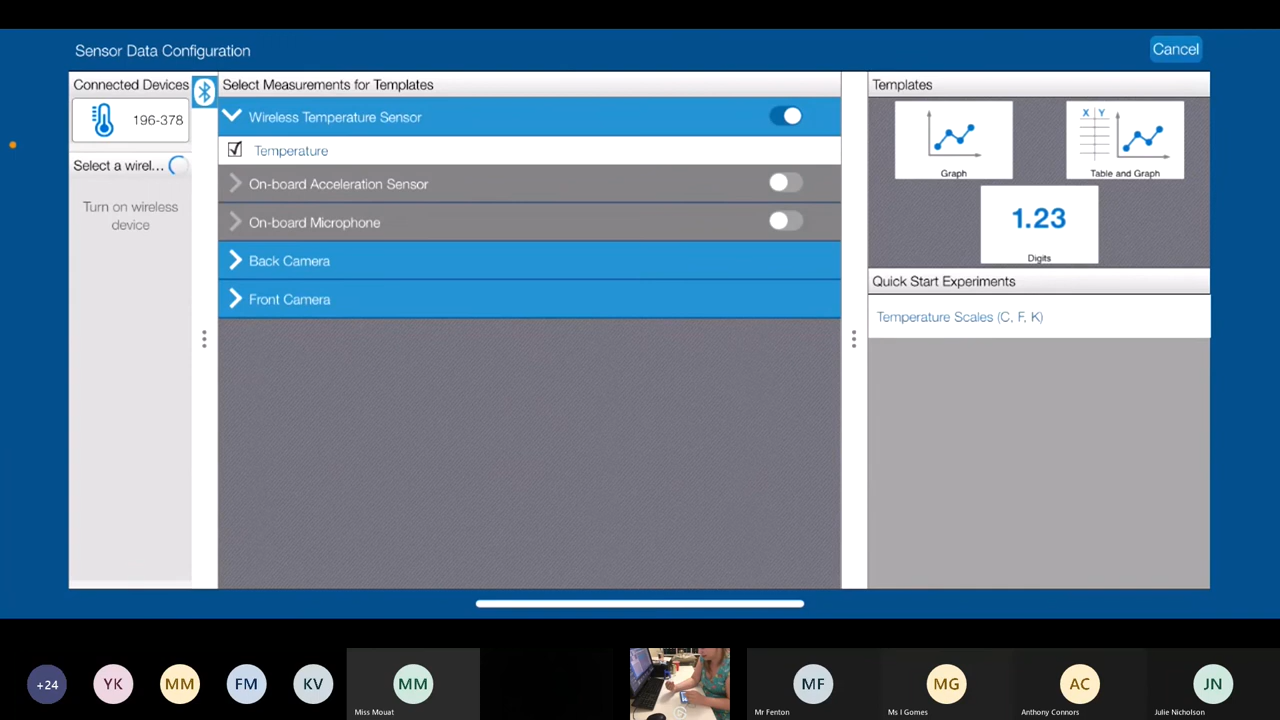 Sensor Data Configuration
Cancel
Connected Devices
196-378
Select a wirel...
Turn on wireless
device
Select Measurements for Templates
Wireless Temperature Sensor
Temperature
On-board Acceleration Sensor
On-board Microphone
Back Camera
Front Camera
Templates
Graph
X Y
Table and Graph
1.23
Digits
Quick Start Experiments
Temperature Scales (C, F, K)
+24
YK
MM
FM
KV
MM
Miss Mouat
MF
Mr Fenton
MG
Ms I Gomes
AC
Anthony Connors
JN
Julie Nicholson